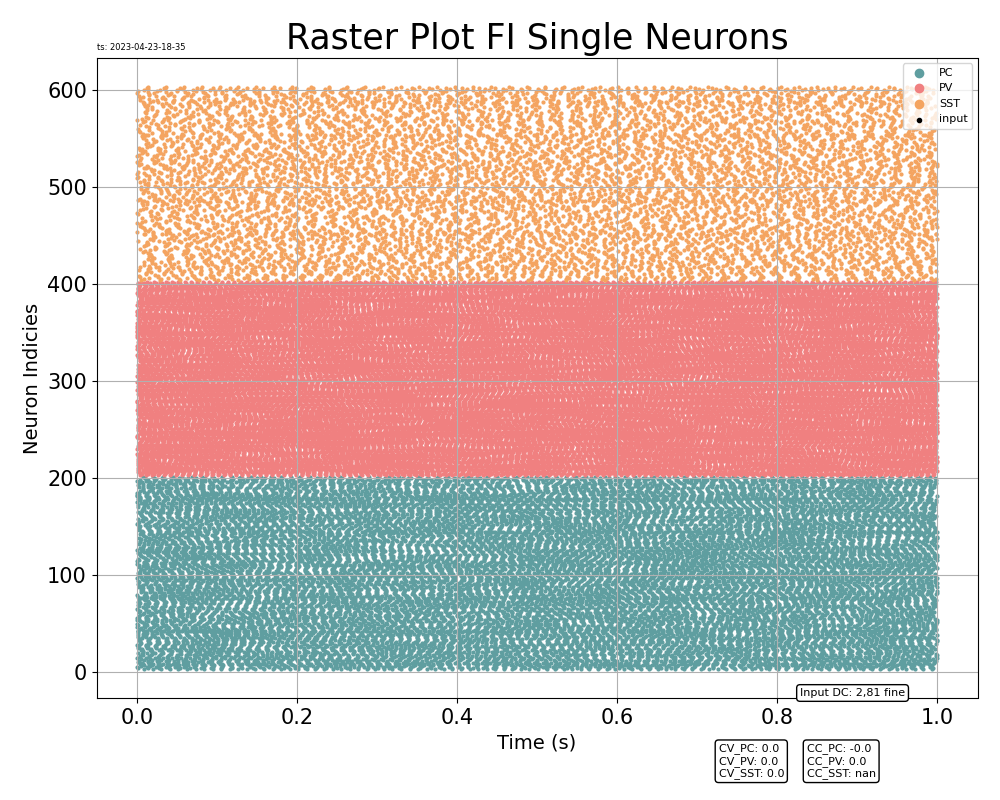 Raster Plot FI Single Neurons
ts: 2023-04-23-18-35
PC
PV
SST
input
600
500
400
300
200
100
0
Neuron Indicies
Input DC: 2,81 fine
0.0 0.2 0.4 0.6 0.8 1.0
Time (s)
CV_PC: 0.0
CV_PV: 0.0
CV_SST: 0.0
CC_PC: -0.0
CC_PV: 0.0
CC_SST: nan